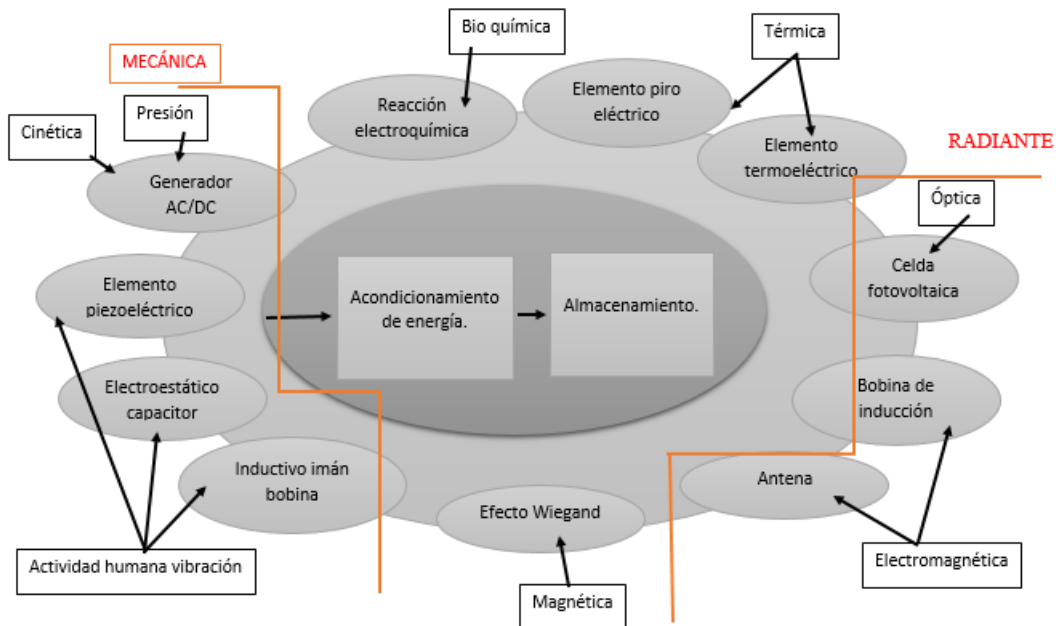 Bio química
Térmica
MECÁNICA
Elemento piro
eléctrico
Reacción
electroquímica
Presión
Cinética
Elemento
termoeléctrico
RADIANTE
Generador
AC/DC
Óptica
Celda
fotovoltaica
Elemento
piezoeléctrico
Acondicionamiento
de energía.
Almacenamiento.
Electroestático
capacitor
Bobina de
inducción
Inductivo imán
bobina
Antena
Efecto Wiegand
Actividad humana vibración
Electromagnética
Magnética